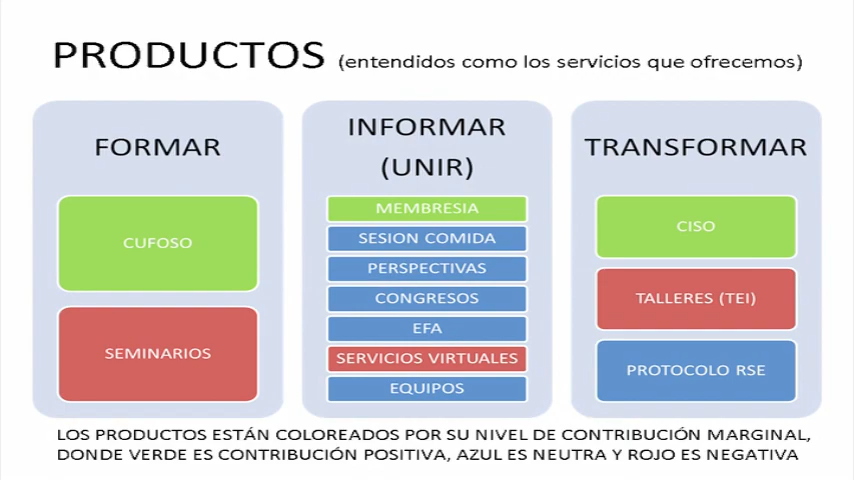 PRODUCTOS (entendidos como los servicios que ofrecemos)
FORMAR
CUFOSO
SEMINARIOS
INFORMAR
(UNIR)
MEMBRESIA
SESION COMIDA
PERSPECTIVAS
CONGRESOS
EFA
SERVICIOS VIRTUALES
EQUIPOS
TRANSFORMAR
CISO
TALLERES (TEI)
PROTOCOLO RSE
LOS PRODUCTOS ESTÁN COLOREADOS POR SU NIVEL DE CONTRIBUCIÓN MARGINAL,
DONDE VERDE ES CONTRIBUCIÓN POSITIVA, AZUL ES NEUTRA Y ROJO ES NEGATIVA